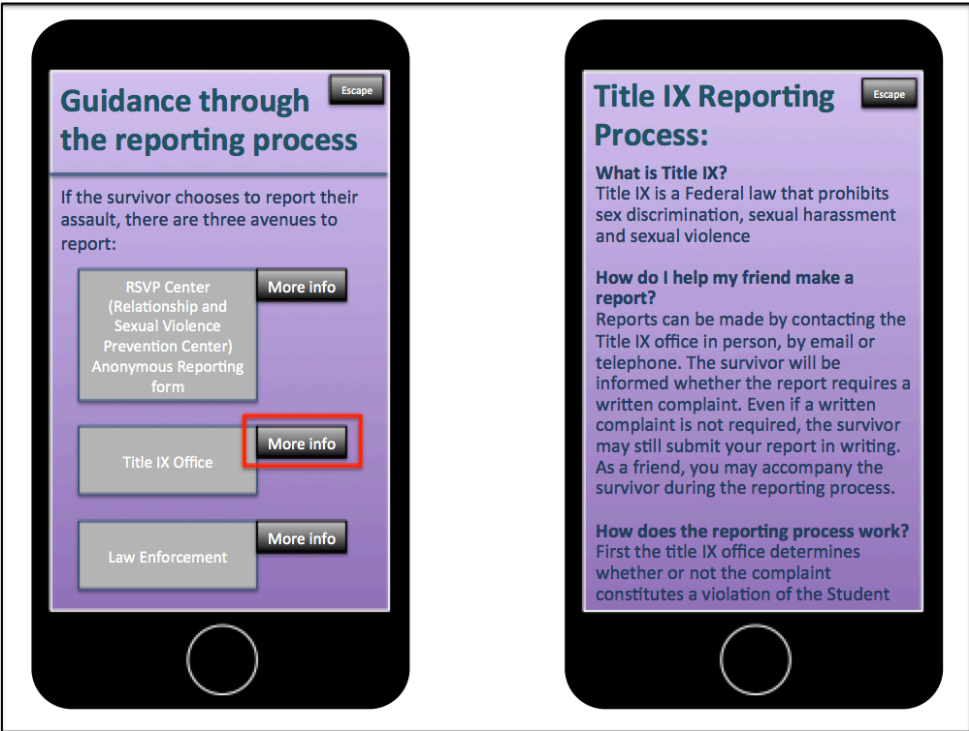 Guidance through
the reporting process
Escape
If the survivor chooses to report their
assault, there are three avenues to
report:
RSVP Center
(Relationship and
Sexual Violence
Prevention Center)
Anonymous Reporting
form
More info
Title IX Office
More info
Law Enforcement
More info
Title IX Reporting
Process:
Escape
What is Title IX?
Title IX is a Federal law that prohibits
sex discrimination, sexual harassment
and sexual violence
How do I help my friend make a
report?
Reports can be made by contacting the
Title IX office in person, by email or
telephone. The survivor will be
informed whether the report requires a
written complaint. Even if a written
complaint is not required, the survivor
may still submit your report in writing.
As a friend, you may accompany the
survivor during the reporting process.
How does the reporting process work?
First the title IX office determines
whether or not the complaint
constitutes a violation of the Student